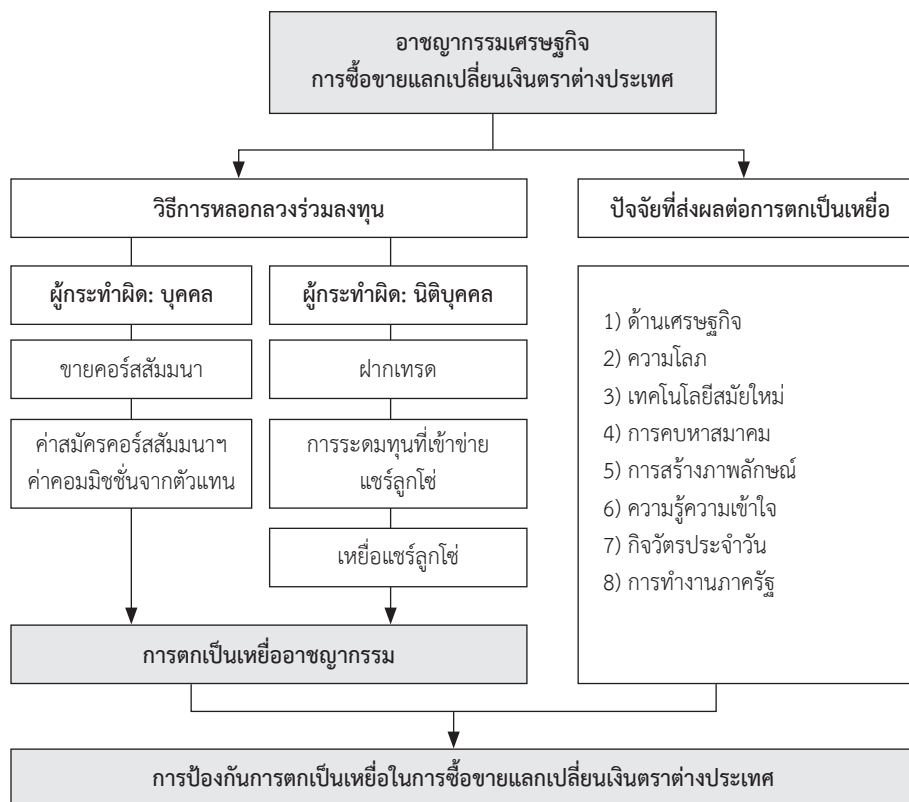 อาชญากรรมเศรษฐกิจ
การซื้อขายแลกเปลี่ยนเงินตราต่างประเทศ
วิธีการหลอกลวงร่วมลงทุน
ผู้กระทำผิด: บุคคล
ขายคอร์สสัมมนา
ค่าสมัครคอร์สสัมมนาฯ
ค่าคอมมิชชั่นจากตัวแทน
ผู้กระทำผิด: นิติบุคคล
ฝากเทรด
การระดมทุนที่เข้าข่าย
แชร์ลูกโซ่
เหยื่อแชร์ลูกโซ่
การตกเป็นเหยื่ออาชญากรรม
ปัจจัยที่ส่งผลต่อการตกเป็นเหยื่อ
1) ด้านเศรษฐกิจ
2) ความโลภ
3) เทคโนโลยีสมัยใหม่
4) การคบหาสมาคม
5) การสร้างภาพลักษณ์
6) ความรู้ความเข้าใจ
7) กิจวัตรประจำวัน
8) การทำงานภาครัฐ
การป้องกันการตกเป็นเหยื่อในการซื้อขายแลกเปลี่ยนเงินตราต่างประเทศ